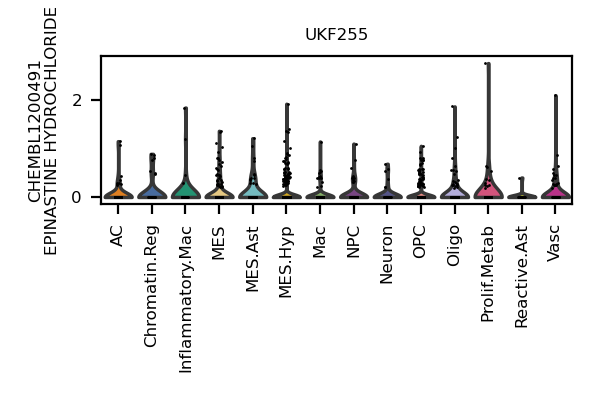 UKF255
CHEMBL1200491
EPINASTINE HYDROCHLORIDE
2
0
AC
Chromatin.Reg
Inflammatory.Mac
MES
MES.Ast
MES.Hyp
Mac
NPC
Neuron
OPC
Oligo
Prolif.Metab
Reactive.Ast
Vasc